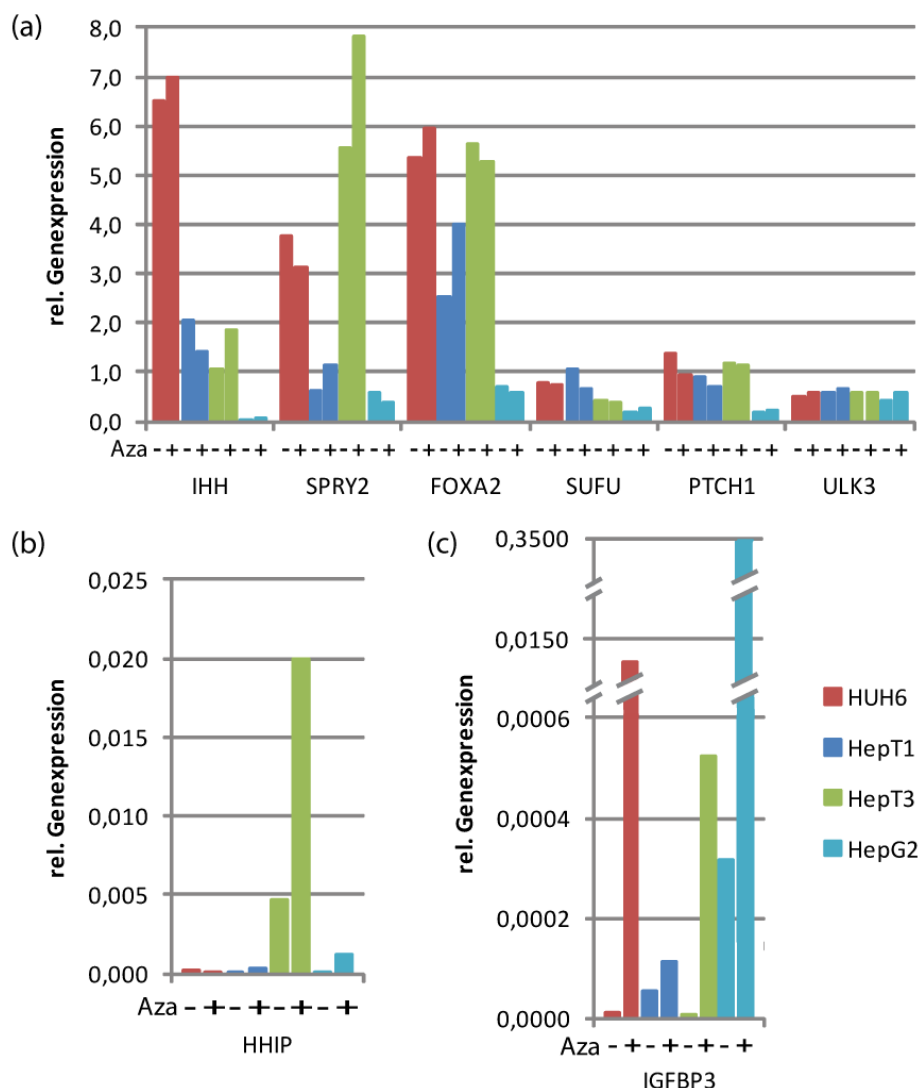 (a)
rel. Genexpression
8,0
7,0
6,0
5,0
4,0
3,0
2,0
1,0
0,0
Aza -+-+-+-+ -+-+-+-+ -+-+-+-+ -+-+-+-+ -+-+-+-+ -+-+-+-+
IHH SPRY2 FOXA2 SUFU PTCH1 ULK3
(b)
rel. Genexpression
0,025
0,020
0,015
0,010
0,005
0,000
Aza - + - + - + - +
HHIP
(c)
rel. Genexpression
0,3500
0,0150
0,0006
0,0004
0,0002
0,0000
Aza - + - + - + - +
IGFBP3
HUH6
HepT1
HepT3
HepG2